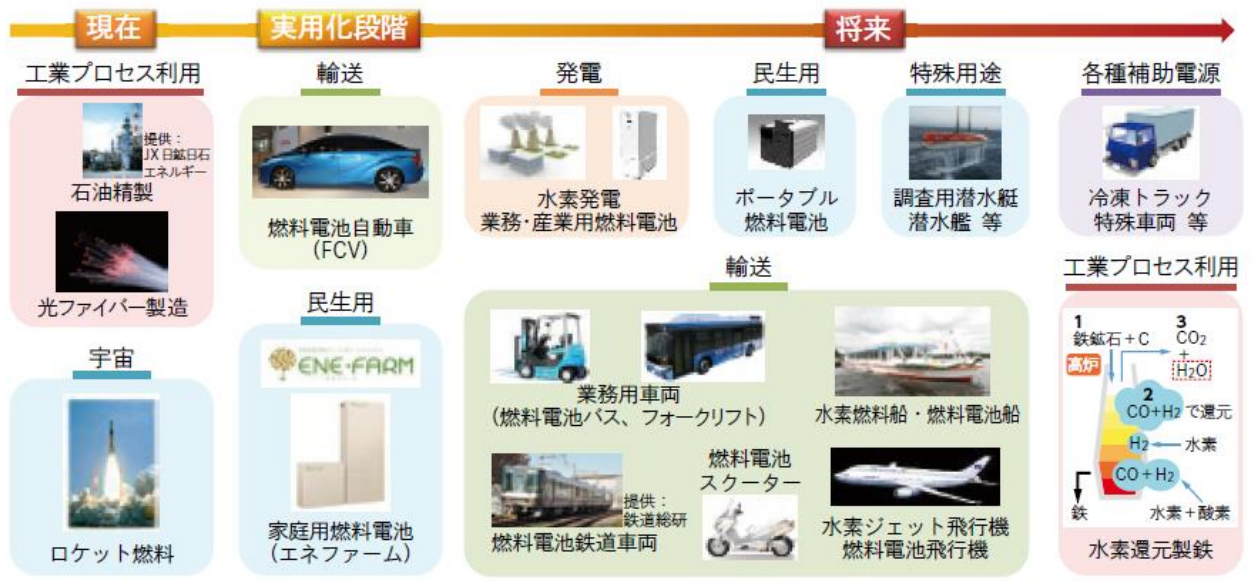 現在
実用化段階
将来
工業プロセス利用
提供：
JX日鉱日石
エネルギー
石油精製
光ファイバー製造
宇宙
ロケット燃料
輸送
燃料電池自動車
(FCV)
民生用
ENE・FARM
家庭用燃料電池
(エネファーム)
発電
水素発電
業務・産業用燃料電池
民生用
ポータブル
燃料電池
特殊用途
調査用潜水艇
潜水艦 等
各種補助電源
冷凍トラック
特殊車両 等
輸送
業務用車両
(燃料電池バス、フォークリフト)
水素燃料船・燃料電池船
提供：
鉄道総研
燃料電池鉄道車両
燃料電池
スクーター
水素ジェット飛行機
燃料電池飛行機
工業プロセス利用
1
鉄鉱石＋C
3
CO2
+
H2O
高炉
2
CO+H2で還元
H2
水素
CO＋H2
鉄
水素＋酸素
水素還元製鉄